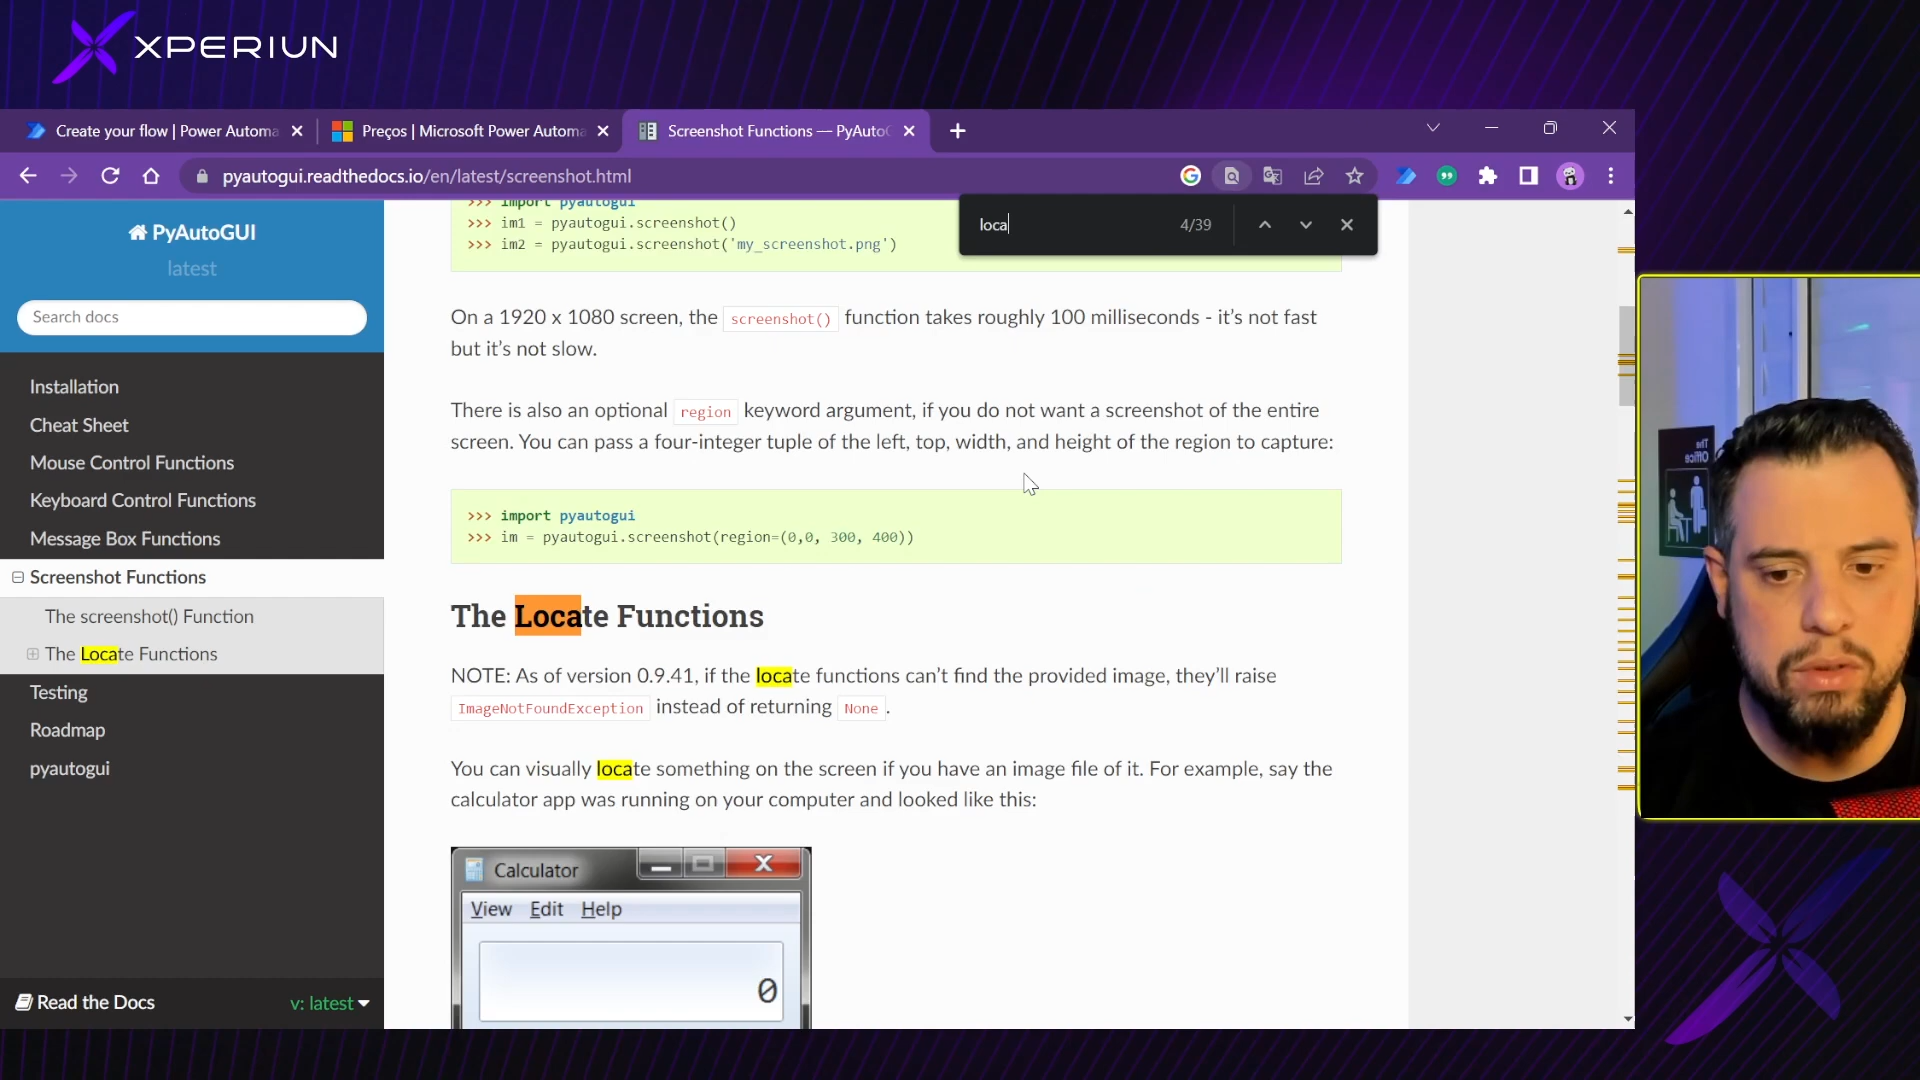 XPERIUN
Create your flow | Power Automa
Preços | Microsoft Power Automa
Screenshot Functions — PyAuto
pyautogui.readthedocs.io/en/latest/screenshot.html
loca
4/39
PyAutoGUI
latest
Search docs
Installation
Cheat Sheet
Mouse Control Functions
Keyboard Control Functions
Message Box Functions
Screenshot Functions
The screenshot() Function
The Locate Functions
Testing
Roadmap
pyautogui
Read the Docs
v: latest
>>> import pyautogui
>>> im1 = pyautogui.screenshot()
>>> im2 = pyautogui.screenshot('my_screenshot.png')
On a 1920 x 1080 screen, the screenshot() function takes roughly 100 milliseconds - it’s not fast
but it’s not slow.
There is also an optional region keyword argument, if you do not want a screenshot of the entire
screen. You can pass a four-integer tuple of the left, top, width, and height of the region to capture:
>>> import pyautogui
>>> im = pyautogui.screenshot(region=(0,0, 300, 400))
The Locate Functions
NOTE: As of version 0.9.41, if the locate functions can’t find the provided image, they’ll raise
ImageNotFoundException instead of returning None.
You can visually locate something on the screen if you have an image file of it. For example, say the
calculator app was running on your computer and looked like this:
Calculator
View Edit Help
0
The
Office